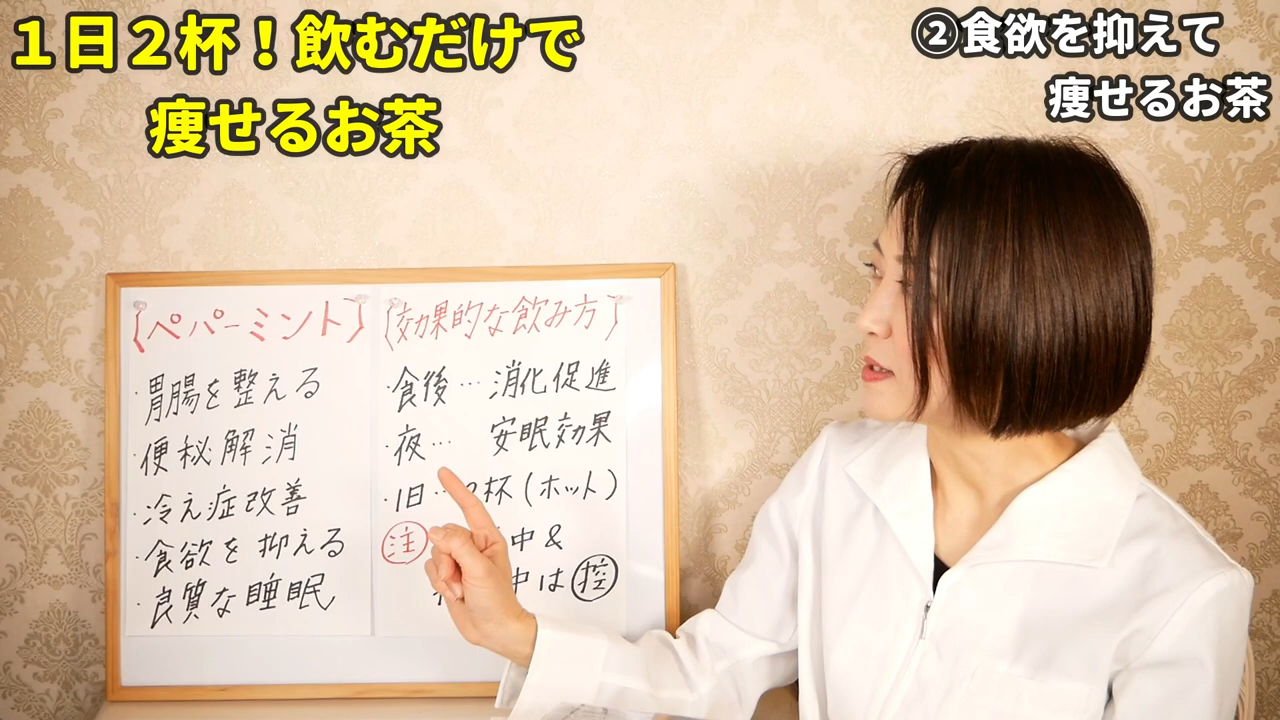 1日2杯！飲むだけで
痩せるお茶
②食欲を抑えて
痩せるお茶
〔ペパーミント〕
・胃腸を整える
・便秘解消
・冷え症改善
・食欲を抑える
・良質な睡眠
〔効果的な飲み方〕
・食後… 消化促進
・夜… 安眠効果
・1日…2杯(ホット)
注 中&
中は控